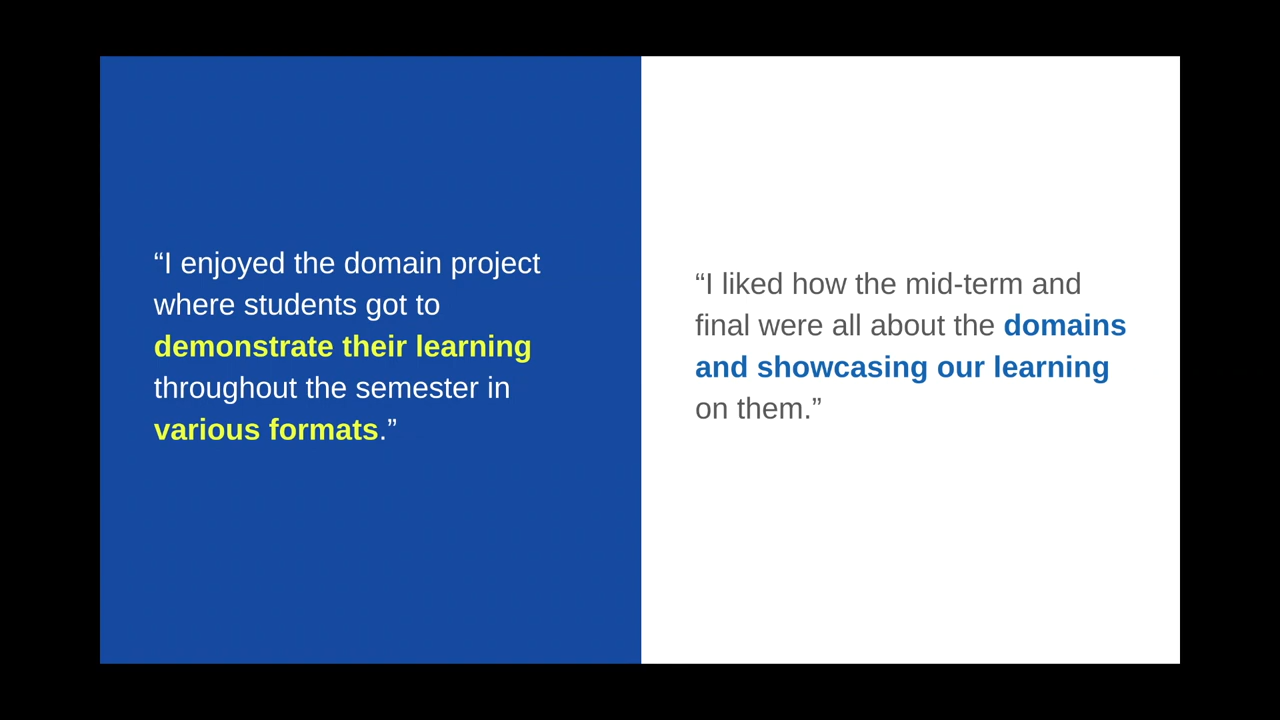 “I enjoyed the domain project
where students got to
demonstrate their learning
throughout the semester in
various formats.”
“I liked how the mid-term and
final were all about the domains
and showcasing our learning
on them.”